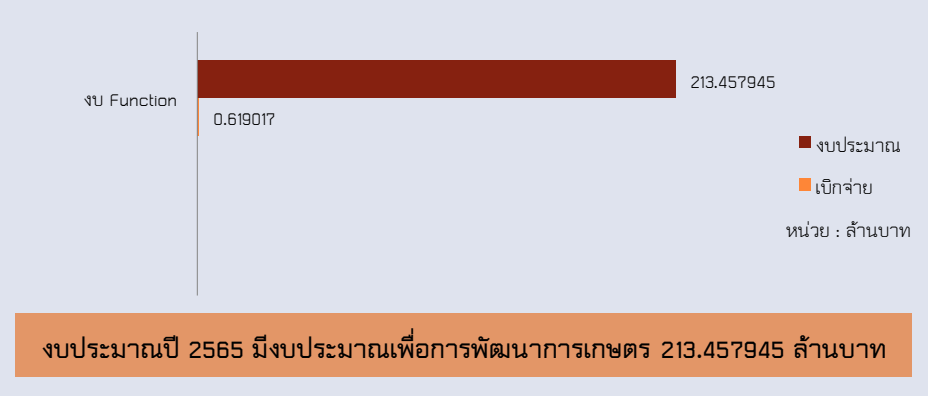 213.457945
งบ Function
0.619017
งบประมาณ
เบิกจ่าย
หน่วย : ล้านบาท
งบประมาณปี 2565 มีงบประมาณเพื่อการพัฒนาการเกษตร 213.457945 ล้านบาท